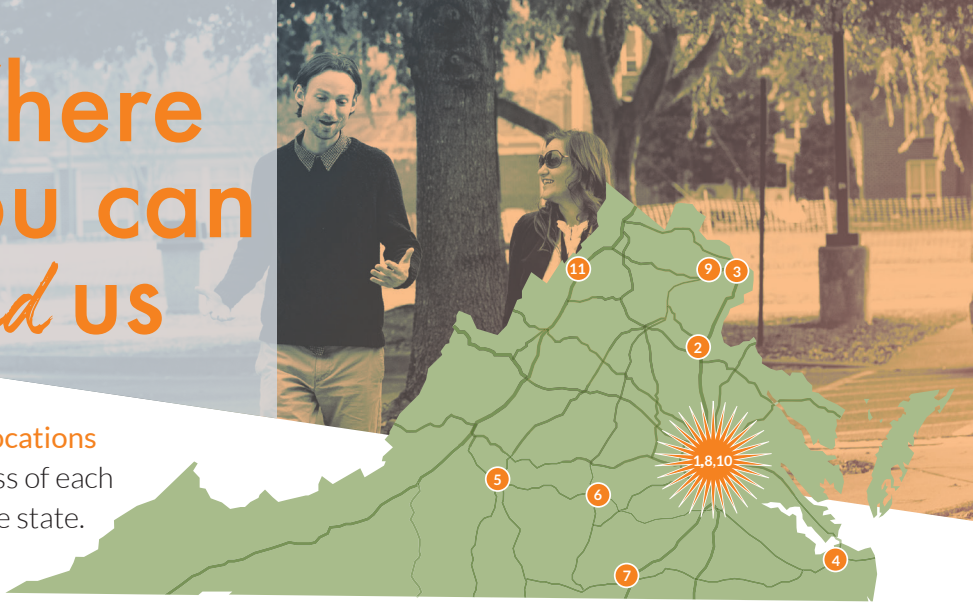 here
ou can
d us
ocations
ss of each
e state.
11
9
3
2
1,8,10
5
6
7
4